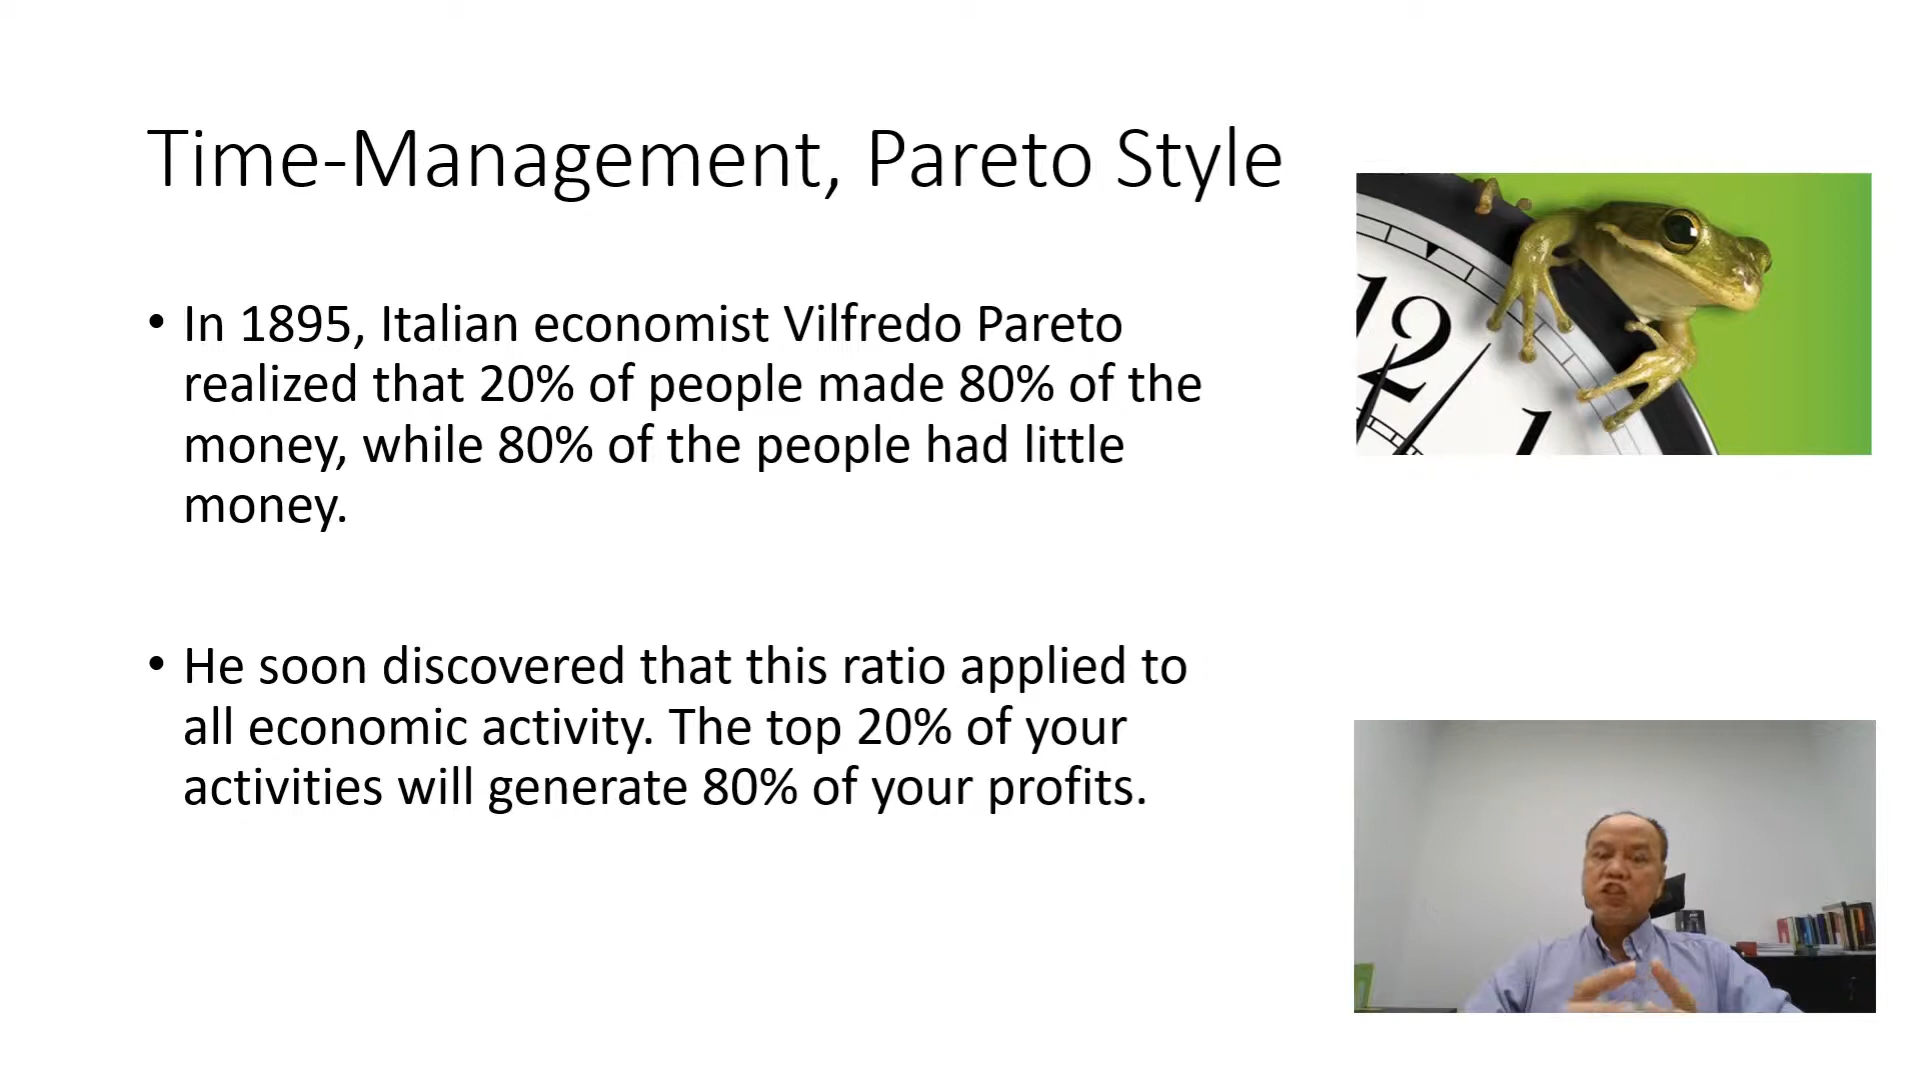 Time-Management, Pareto Style
• In 1895, Italian economist Vilfredo Pareto
realized that 20% of people made 80% of the
money, while 80% of the people had little
money.
• He soon discovered that this ratio applied to
all economic activity. The top 20% of your
activities will generate 80% of your profits.
12
1